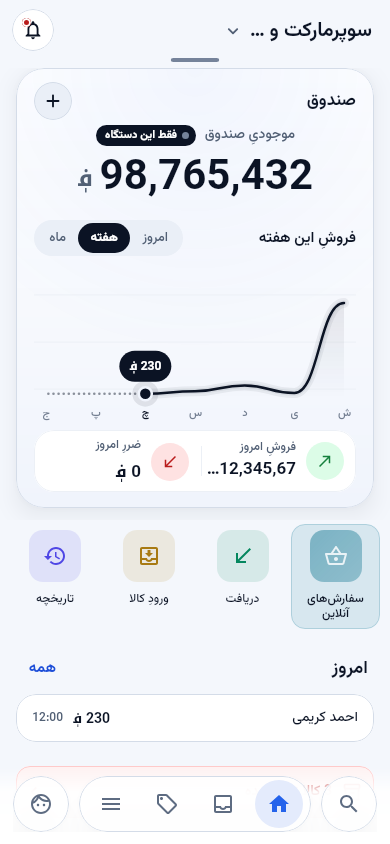 سوپرمارکت و ...
صندوق
موجودیِ صندوق
فقط این دستگاه
98,765,432 ؋
فروشِ این هفته
امروز هفته ماه
230 ؋
ش ی د س چ پ ج
فروشِ امروز
12,345,67...
ضررِ امروز
0 ؋
سفارش‌های آنلاین
دریافت
ورودِ کالا
تاریخچه
امروز
همه
احمد کریمی
230 ؋
12:00